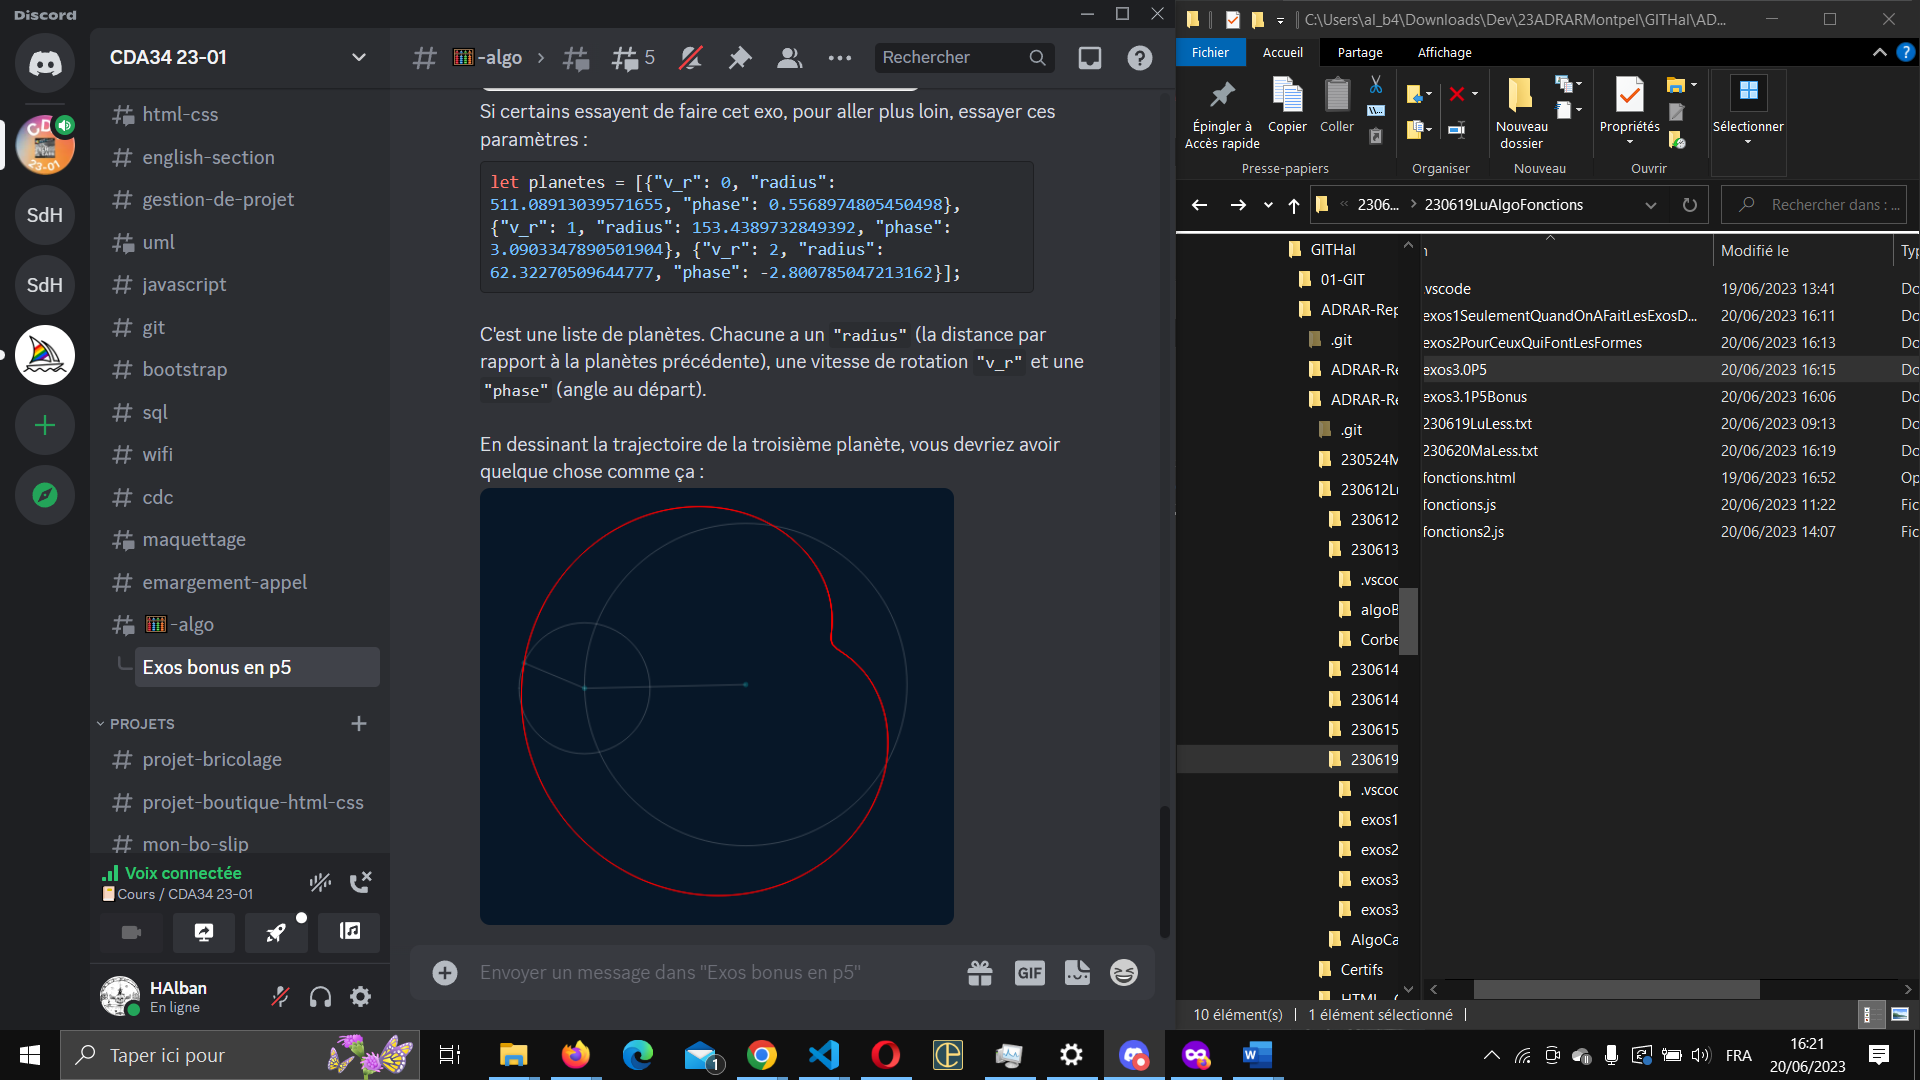 Discord
CDA34 23-01
html-css
english-section
gestion-de-projet
uml
javascript
git
bootstrap
sql
wifi
cdc
maquettage
emargement-appel
-algo
Exos bonus en p5
PROJETS
projet-bricolage
projet-boutique-html-css
mon-bo-slip
Voix connectée
Cours / CDA34 23-01
HAlban
En ligne
SdH
SdH
CD
23-01
-algo
5
Rechercher
Si certains essayent de faire cet exo, pour aller plus loin, essayer ces
paramètres :
let planetes = [{"v_r": 0, "radius":
511.08913039571655, "phase": 0.5568974805450498},
{"v_r": 1, "radius": 153.4389732849392, "phase":
3.0903347890501904}, {"v_r": 2, "radius":
62.32270509644777, "phase": -2.800785047213162}];
C'est une liste de planètes. Chacune a un "radius" (la distance par
rapport à la planètes précédente), une vitesse de rotation "v_r" et une
"phase" (angle au départ).
En dessinant la trajectoire de la troisième planète, vous devriez avoir
quelque chose comme ça :
Envoyer un message dans "Exos bonus en p5"
GIF
C:\Users\al_b4\Downloads\Dev\23ADRARMontpel\GITHal\AD...
Fichier
Accueil
Partage
Affichage
Épingler à
Accès rapide
Copier
Coller
Presse-papiers
Organiser
Nouveau
dossier
Nouveau
Propriétés
Ouvrir
Sélectionner
2306...
230619LuAlgoFonctions
Rechercher dans : ...
GITHal
01-GIT
ADRAR-Rep
.git
ADRAR-Re
ADRAR-Re
.git
230524M
230612Lu
230612
230613
.vscoc
algoB
Corbe
230614
230614
230615
230619
.vscoc
exos1
exos2
exos3
exos3
AlgoCa
Certifs
Modifié le
Ty
.vscode 19/06/2023 13:41 Do
exos1SeulementQuandOnAFaitLesExosD... 20/06/2023 16:11 Do
exos2PourCeuxQuiFontLesFormes 20/06/2023 16:13 Do
exos3.0P5 20/06/2023 16:15 Do
exos3.1P5Bonus 20/06/2023 16:06 Do
230619LuLess.txt 20/06/2023 09:13 Do
230620MaLess.txt 20/06/2023 16:19 Do
fonctions.html 19/06/2023 16:52 Op
fonctions.js 20/06/2023 11:22 Fic
fonctions2.js 20/06/2023 14:07 Fic
10 élément(s)
1 élément sélectionné
Taper ici pour
1
FRA
16:21
20/06/2023